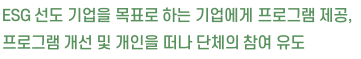 ESG 선도 기업을 목표로 하는 기업에게 프로그램 제공,
프로그램 개선 및 개인을 떠나 단체의 참여 유도